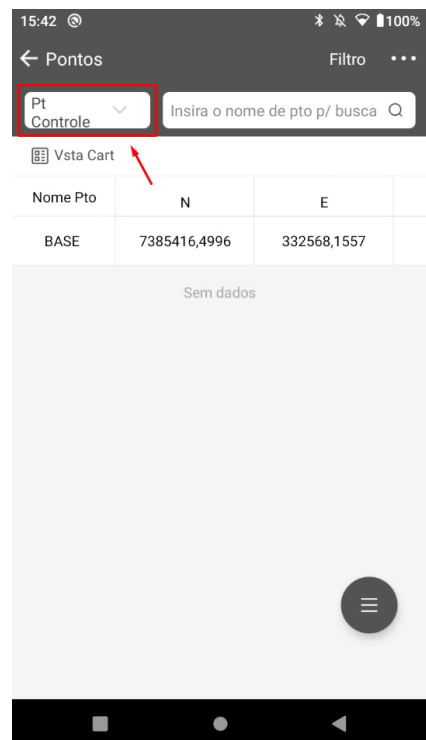 15:42 100%
Pontos Filtro
Pt
Controle
Insira o nome de pto p/ busca
Vsta Cart
Nome Pto N E
BASE 7385416,4996 332568,1557
Sem dados